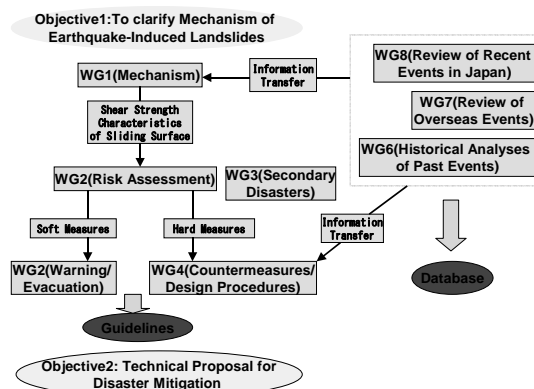 Objective1:To clarify Mechanism of
Earthquake-Induced Landslides
WG1(Mechanism)
Information
Transfer
WG8(Review of Recent
Events in Japan)
WG7(Review of
Overseas Events)
WG6(Historical Analyses
of Past Events)
Shear Strength
Characteristics
of Sliding Surface
WG2(Risk Assessment)
WG3(Secondary
Disasters)
Soft Measures
Hard Measures
Information
Transfer
WG2(Warning/
Evacuation)
WG4(Countermeasures/
Design Procedures)
Database
Guidelines
Objective2: Technical Proposal for
Disaster Mitigation